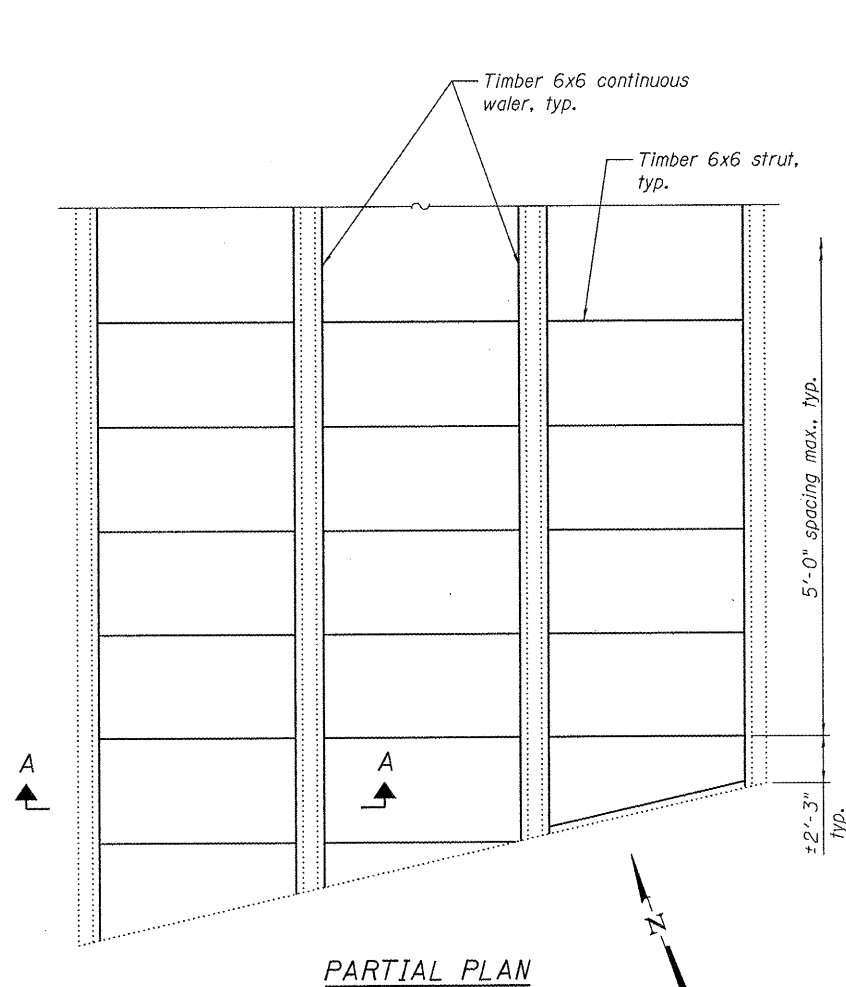 Timber 6x6 continuous
waler, typ.
Timber 6x6 strut,
typ.
5'-0" spacing max., typ.
A
A
±2'-3"
typ.
N
PARTIAL PLAN